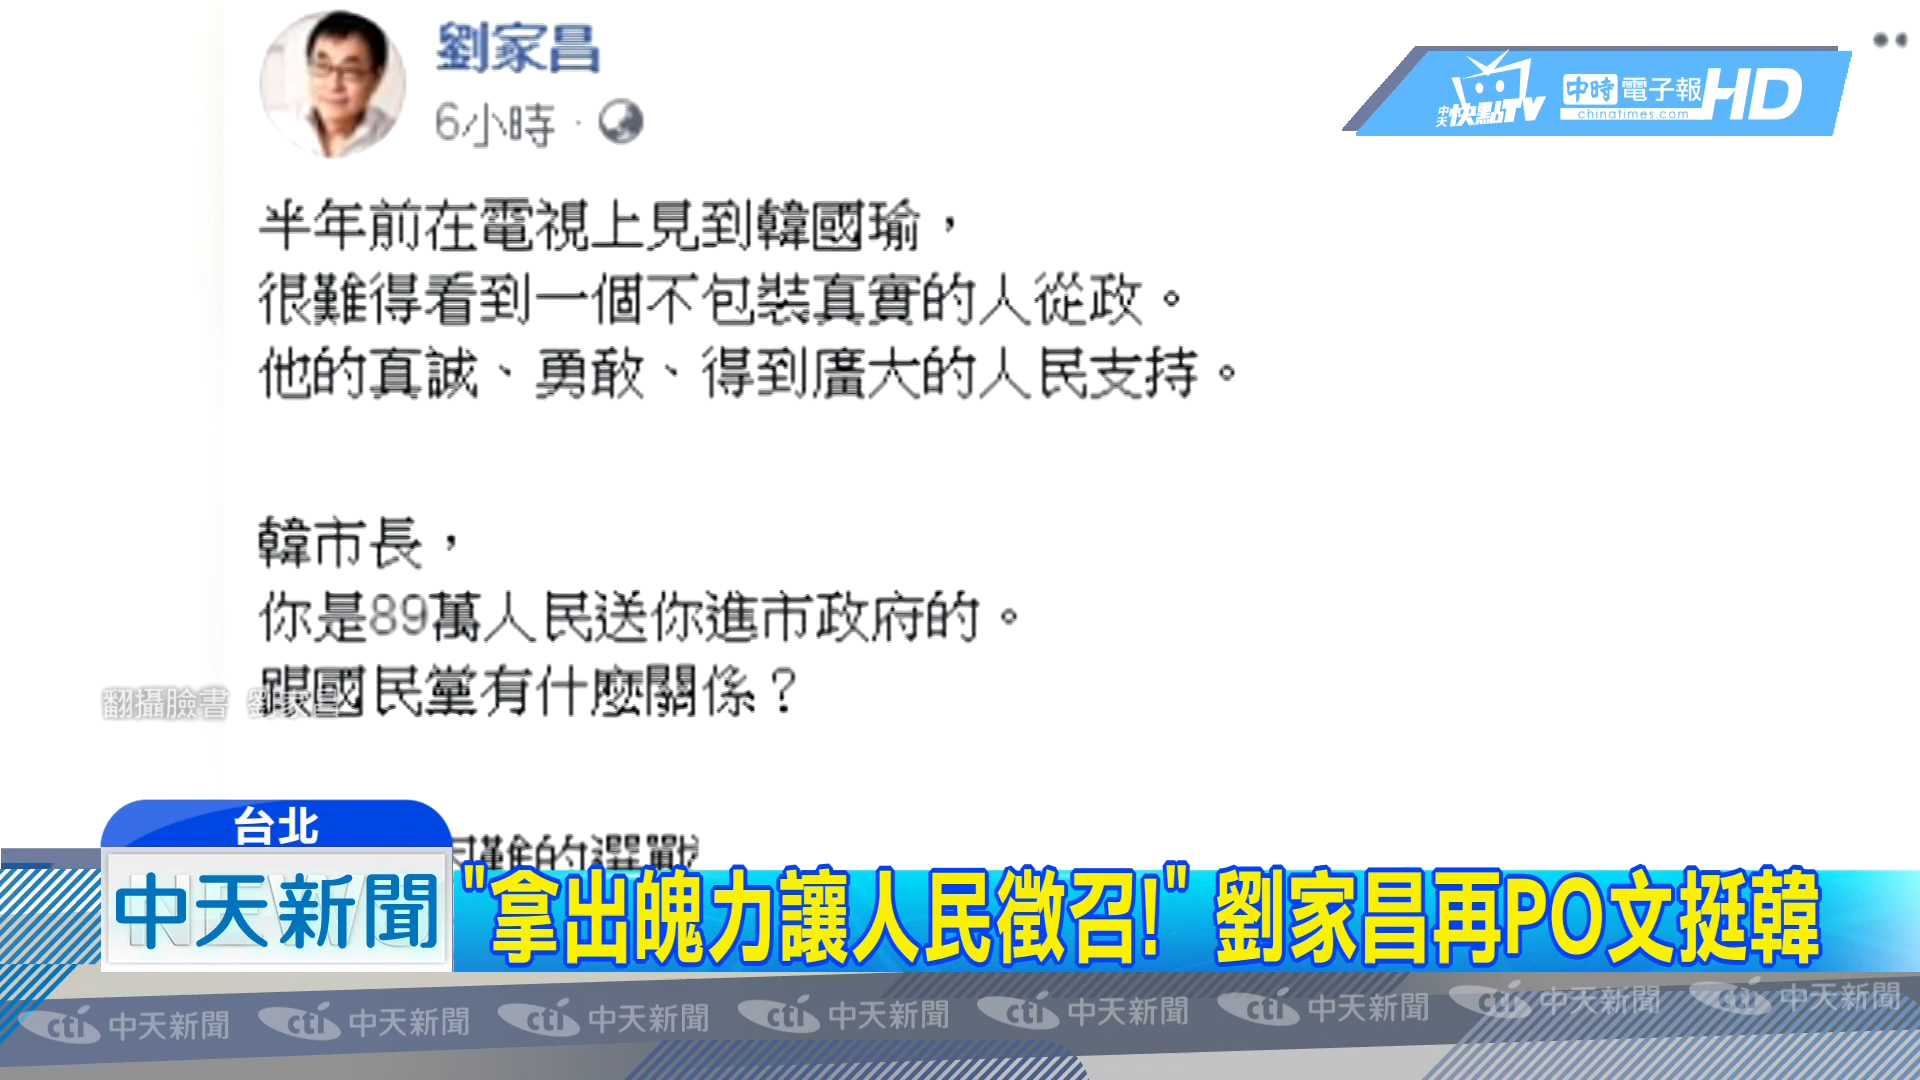 劉家昌
6小時 ·
中天快點TV 中時電子報 HD
chinatimes.com
半年前在電視上見到韓國瑜，
很難得看到一個不包裝真實的人從政。
他的真誠、勇敢、得到廣大的人民支持。
韓市長，
你是89萬人民送你進市政府的。
跟國民黨有什麼關係？
翻攝臉書 劉家昌
難的選戰
台北
中天新聞
"拿出魄力讓人民徵召!" 劉家昌再PO文挺韓
cti 中天新聞 cti 中天新聞 cti 中天新聞 cti 中天新聞 cti 中天新聞 cti 中天新聞 cti 中天新聞 cti 中天新聞